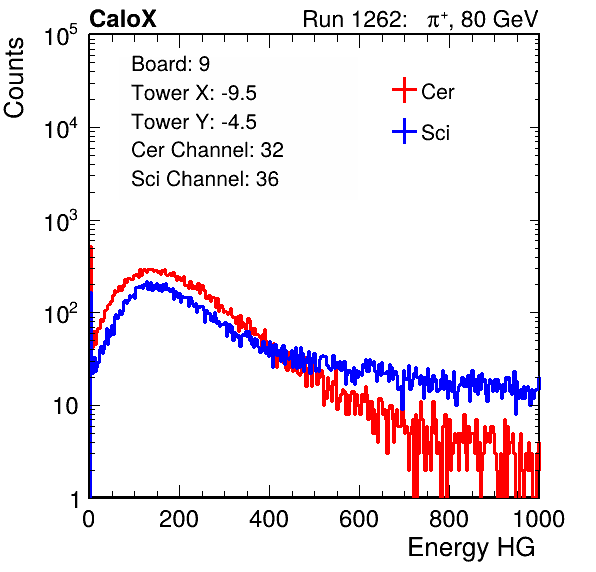 CaloX Run 1262: π⁺, 80 GeV
Counts
10⁵
10⁴
10³
10²
10
1
Board: 9
Tower X: -9.5
Tower Y: -4.5
Cer Channel: 32
Sci Channel: 36
Cer
Sci
0 200 400 600 800 1000
Energy HG